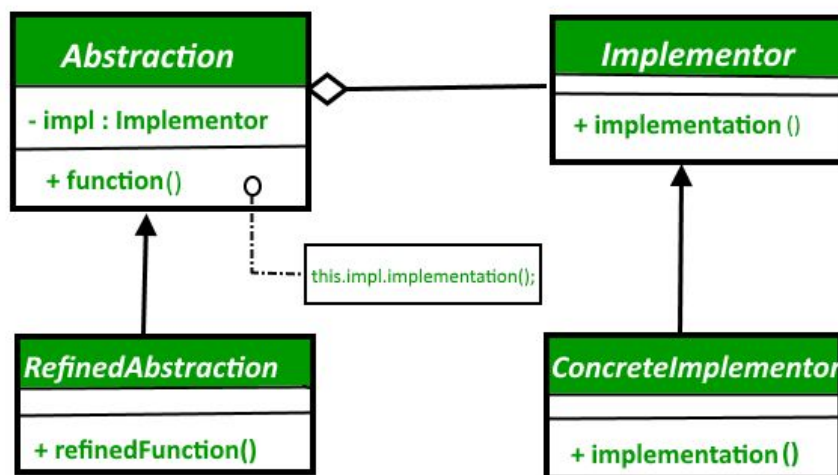 Abstraction
- impl : Implementor
+ function()
Implementor
+ implementation()
this.impl.implementation();
RefinedAbstraction
+ refinedFunction()
ConcreteImplementor
+ implementation()